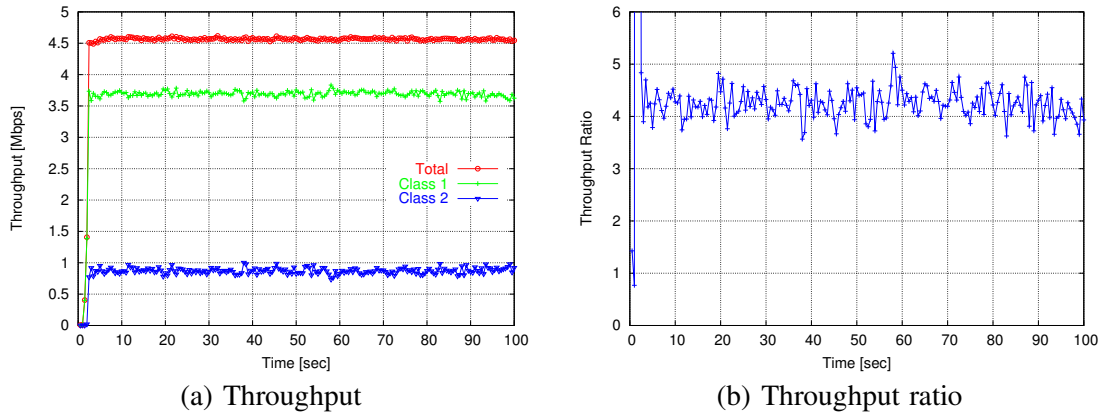 5
4.5
4
3.5
3
2.5
2
1.5
1
0.5
0
0 10 20 30 40 50 60 70 80 90 100
Throughput [Mbps]
Time [sec]
Total
Class 1
Class 2
(a) Throughput
6
5
4
3
2
1
0
0 10 20 30 40 50 60 70 80 90 100
Throughput Ratio
Time [sec]
(b) Throughput ratio